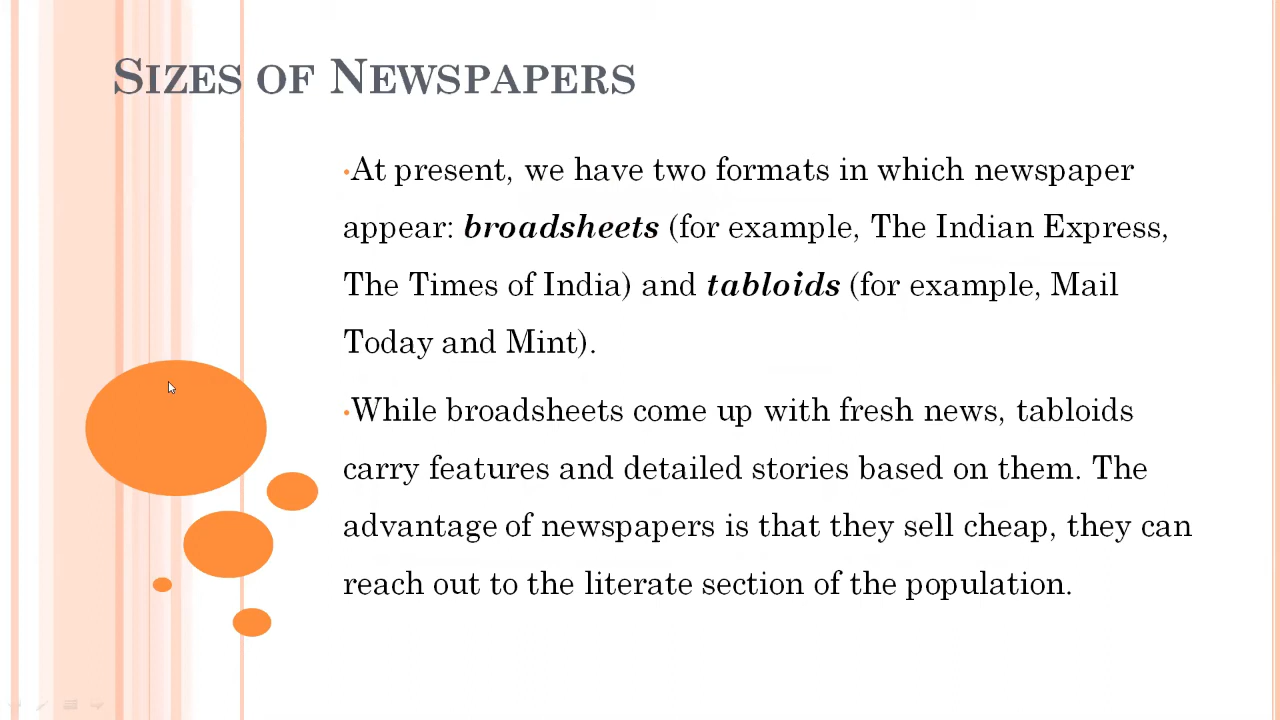 SIZES OF NEWSPAPERS
•At present, we have two formats in which newspaper
appear: broadsheets (for example, The Indian Express,
The Times of India) and tabloids (for example, Mail
Today and Mint).
•While broadsheets come up with fresh news, tabloids
carry features and detailed stories based on them. The
advantage of newspapers is that they sell cheap, they can
reach out to the literate section of the population.